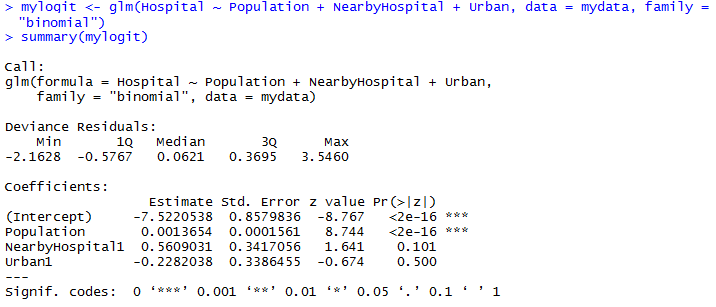 > mylogit <- glm(Hospital ~ Population + NearbyHospital + Urban, data = mydata, family =
"binomial")
> summary(mylogit)
Call:
glm(formula = Hospital ~ Population + NearbyHospital + Urban,
    family = "binomial", data = mydata)
Deviance Residuals:
    Min       1Q   Median       3Q      Max
-2.1628  -0.5767   0.0621   0.3695   3.5460
Coefficients:
                  Estimate Std. Error z value Pr(>|z|)
(Intercept)     -7.5220538  0.8579836  -8.767   <2e-16 ***
Population       0.0013654  0.0001561   8.744   <2e-16 ***
NearbyHospital1  0.5609031  0.3417056   1.641    0.101
Urban1          -0.2282038  0.3386455  -0.674    0.500
---
Signif. codes:  0 ‘***’ 0.001 ‘**’ 0.01 ‘*’ 0.05 ‘.’ 0.1 ‘ ’ 1